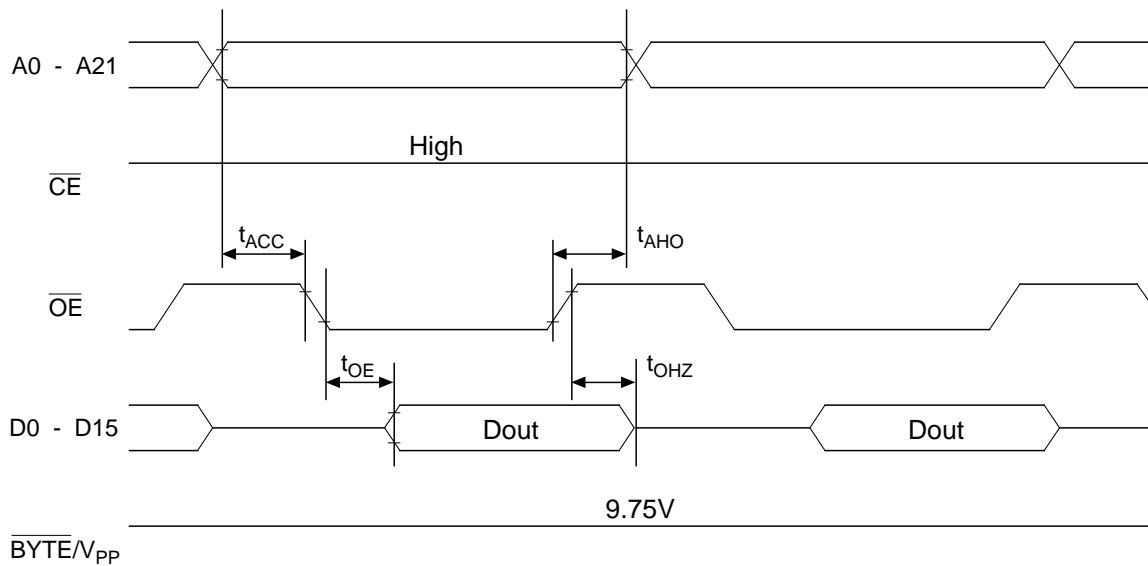 A0 - A21
High
CE
tACC
tAHO
OE
tOE
tOHZ
D0 - D15
Dout
Dout
9.75V
BYTE/VPP